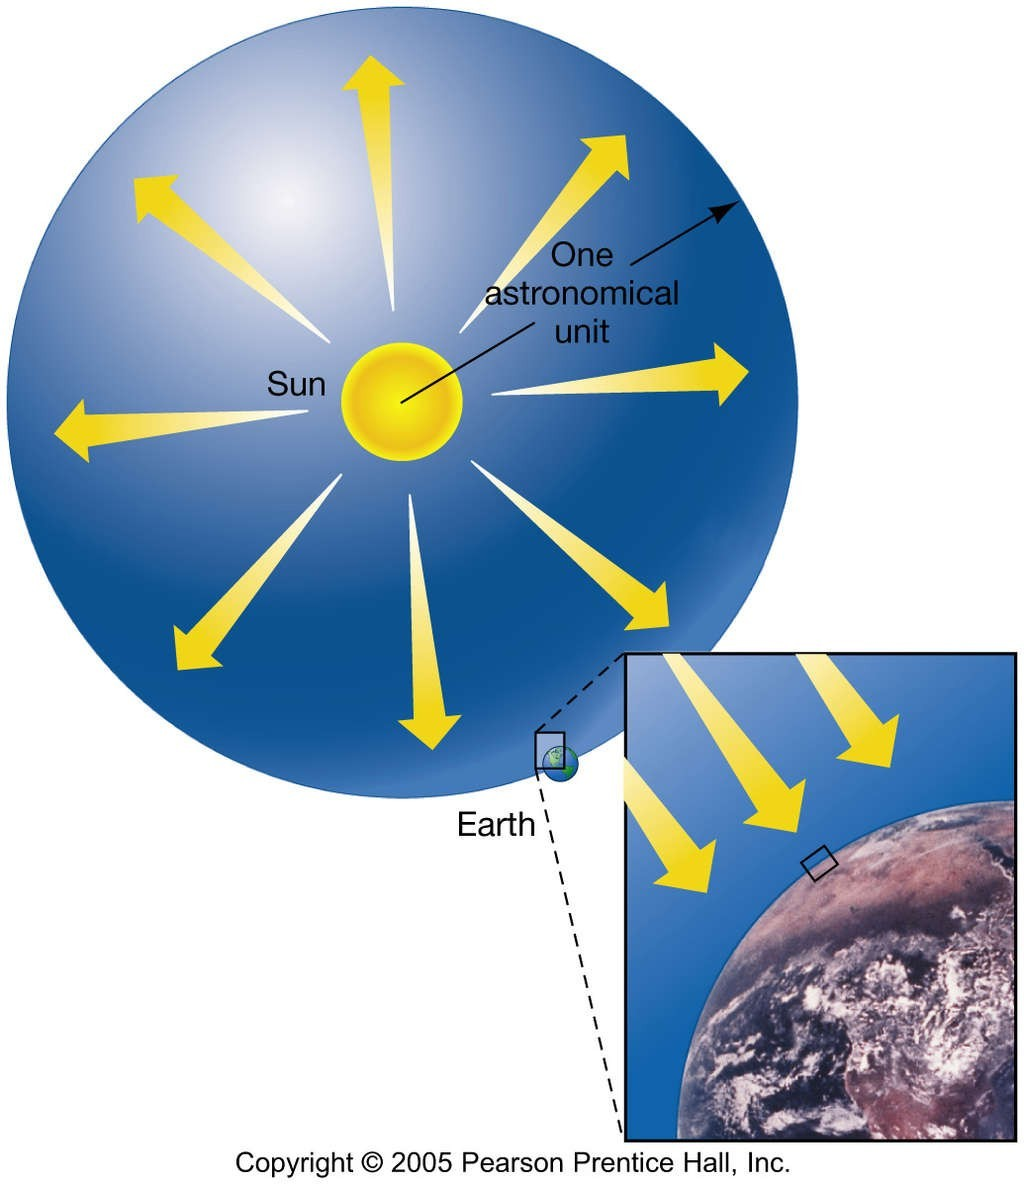 One
astronomical
unit
Sun
Earth
Copyright © 2005 Pearson Prentice Hall, Inc.